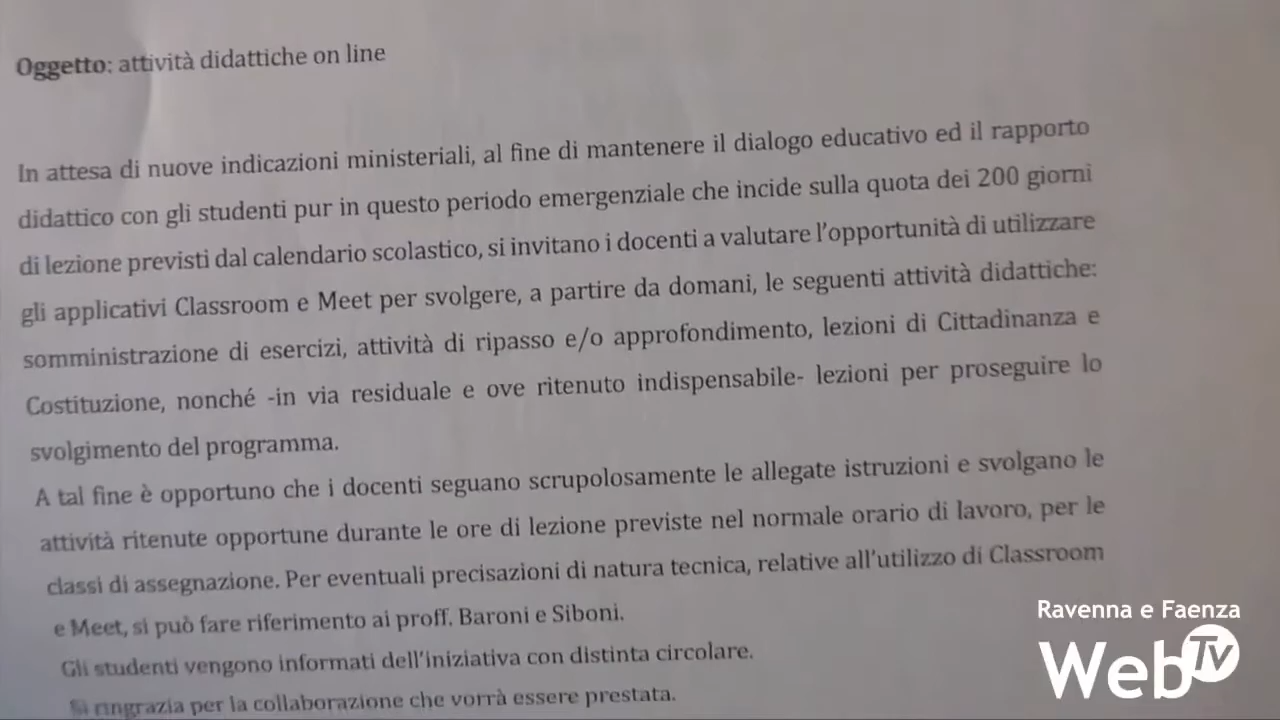 Oggetto: attività didattiche on line
In attesa di nuove indicazioni ministeriali, al fine di mantenere il dialogo educativo ed il rapporto
didattico con gli studenti pur in questo periodo emergenziale che incide sulla quota dei 200 giorni
di lezione previsti dal calendario scolastico, si invitano i docenti a valutare l'opportunità di utilizzare
gli applicativi Classroom e Meet per svolgere, a partire da domani, le seguenti attività didattiche:
somministrazione di esercizi, attività di ripasso e/o approfondimento, lezioni di Cittadinanza e
Costituzione, nonché -in via residuale e ove ritenuto indispensabile- lezioni per proseguire lo
svolgimento del programma.
A tal fine è opportuno che i docenti seguano scrupolosamente le allegate istruzioni e svolgano le
attività ritenute opportune durante le ore di lezione previste nel normale orario di lavoro, per le
classi di assegnazione. Per eventuali precisazioni di natura tecnica, relative all'utilizzo di Classroom
e Meet, si può fare riferimento ai proff. Baroni e Siboni.
Gli studenti vengono informati dell'iniziativa con distinta circolare.
Si ringrazia per la collaborazione che vorrà essere prestata.
Ravenna e Faenza
Web Tv